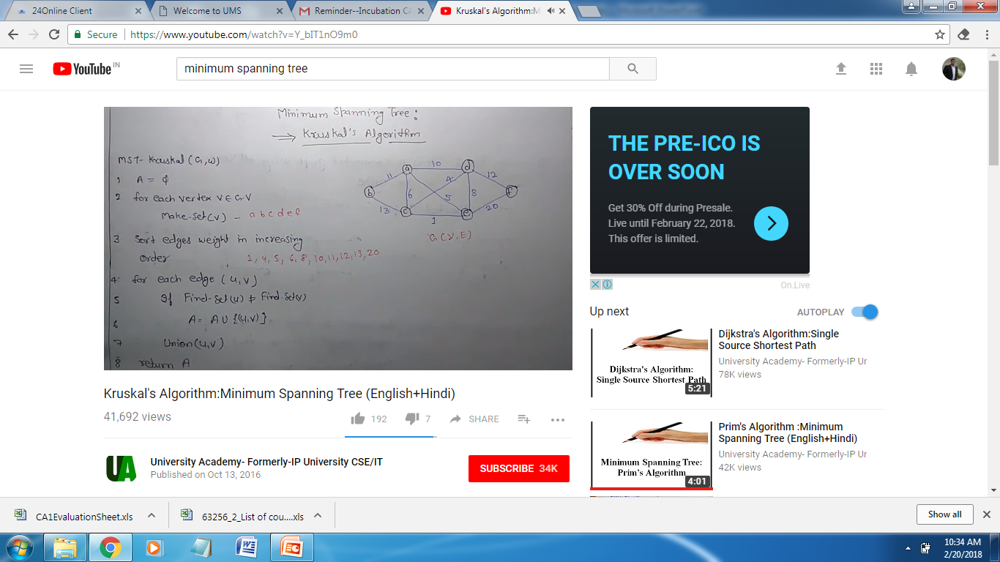 24Online Client
Welcome to UMS
Reminder--Incubation CA
Kruskal's Algorithm:M
Secure
https://www.youtube.com/watch?v=Y_bIT1nO9m0
YouTube IN
minimum spanning tree
Minimum Spanning Tree:
→ Kruskal's Algorithm
MST-Kruskal(G,w)
1 A = ϕ
2 for each vertex v ∈ G.V
Make-set(v) - a b c d e f
3 Sort edges weight in increasing
order 1, 4, 5, 6, 8, 10, 11, 12, 13, 20
4: for each edge (u,v)
5 If Find-set(u) ≠ Find-set(v)
6 A = A ∪ {(u,v)}
7 Union(u,v)
8 return A
a 10 d
11 4 12
b 6 5 8 f
13 c 1 e 20
G(V,E)
THE PRE-ICO IS
OVER SOON
Get 30% Off during Presale.
Live until February 22, 2018.
This offer is limited.
On.Live
Kruskal's Algorithm:Minimum Spanning Tree (English+Hindi)
41,692 views
192
7
SHARE
UA
University Academy- Formerly-IP University CSE/IT
Published on Oct 13, 2016
SUBSCRIBE 34K
Up next
AUTOPLAY
Dijkstra's Algorithm:
Single Source Shortest Path
5:21
Dijkstra's Algorithm:Single
Source Shortest Path
University Academy- Formerly-IP Ur
78K views
Minimum Spanning Tree:
Prim's Algorithm
4:01
Prim's Algorithm :Minimum
Spanning Tree (English+Hindi)
University Academy- Formerly-IP Ur
42K views
CA1EvaluationSheet.xls
63256_2_List of cou....xls
Show all
10:34 AM
2/20/2018